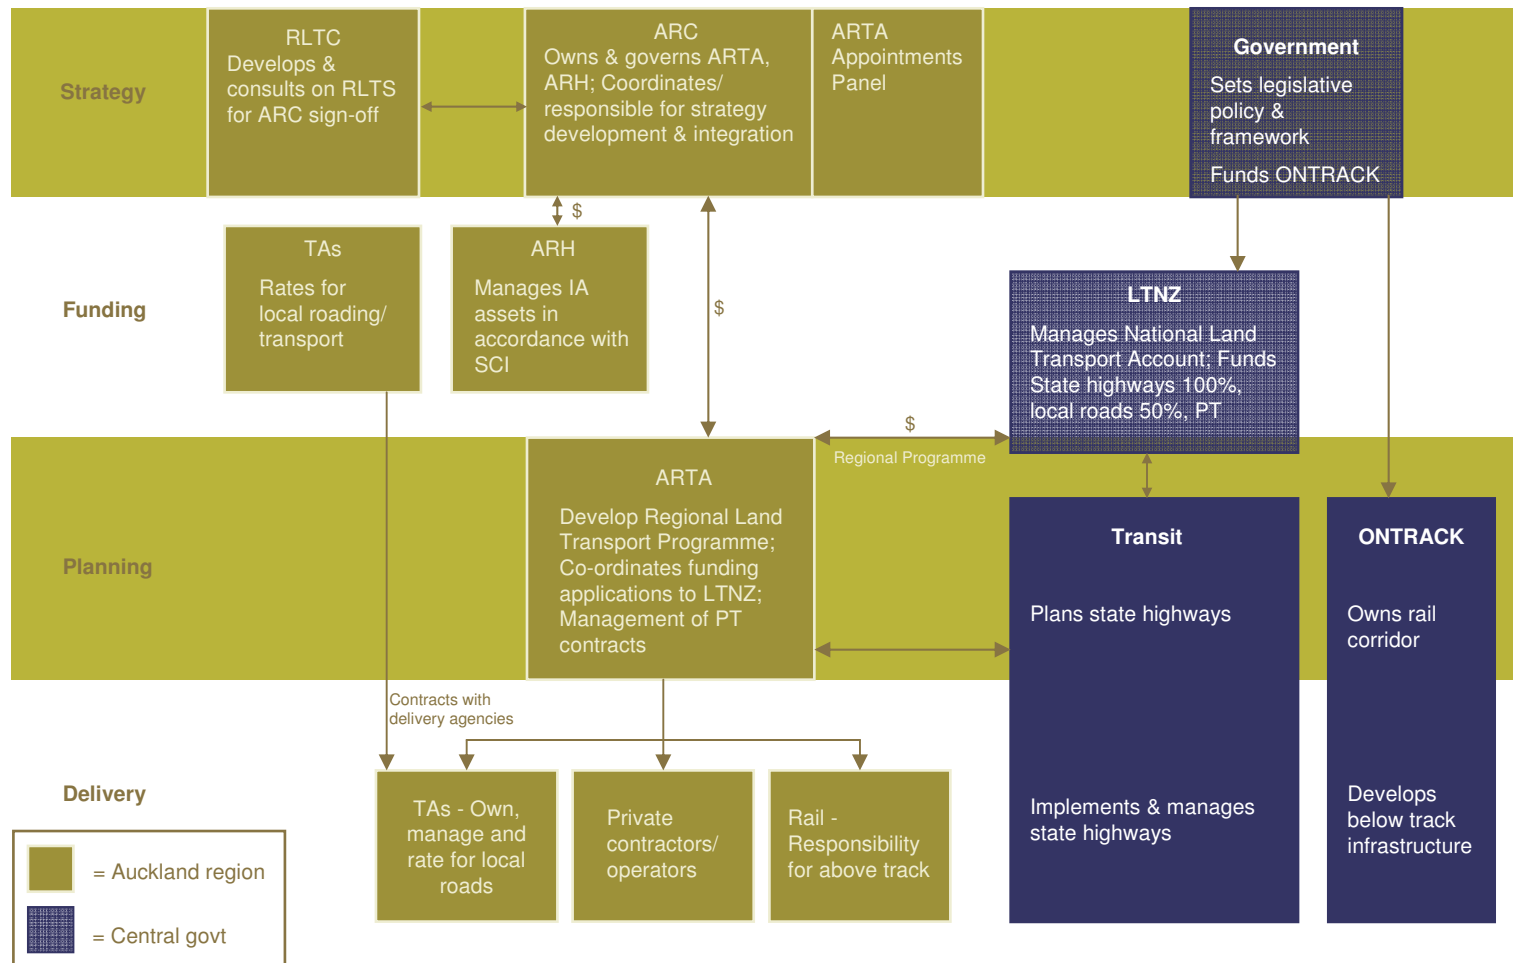 Strategy
RLTC
Develops &
consults on RLTS
for ARC sign-off
ARC
Owns & governs ARTA,
ARH; Coordinates/
responsible for strategy
development & integration
ARTA
Appointments
Panel
Government
Sets legislative
policy &
framework
Funds ONTRACK
$
Funding
TAs
Rates for
local roading/
transport
ARH
Manages IA
assets in
accordance with
SCI
$
LTNZ
Manages National Land
Transport Account; Funds
State highways 100%,
local roads 50%, PT
$
Regional Programme
Planning
ARTA
Develop Regional Land
Transport Programme;
Co-ordinates funding
applications to LTNZ;
Management of PT
contracts
Transit
Plans state highways
Implements & manages
state highways
ONTRACK
Owns rail
corridor
Develops
below track
infrastructure
Contracts with
delivery agencies
Delivery
TAs - Own,
manage and
rate for local
roads
Private
contractors/
operators
Rail -
Responsibility
for above track
= Auckland region
= Central govt